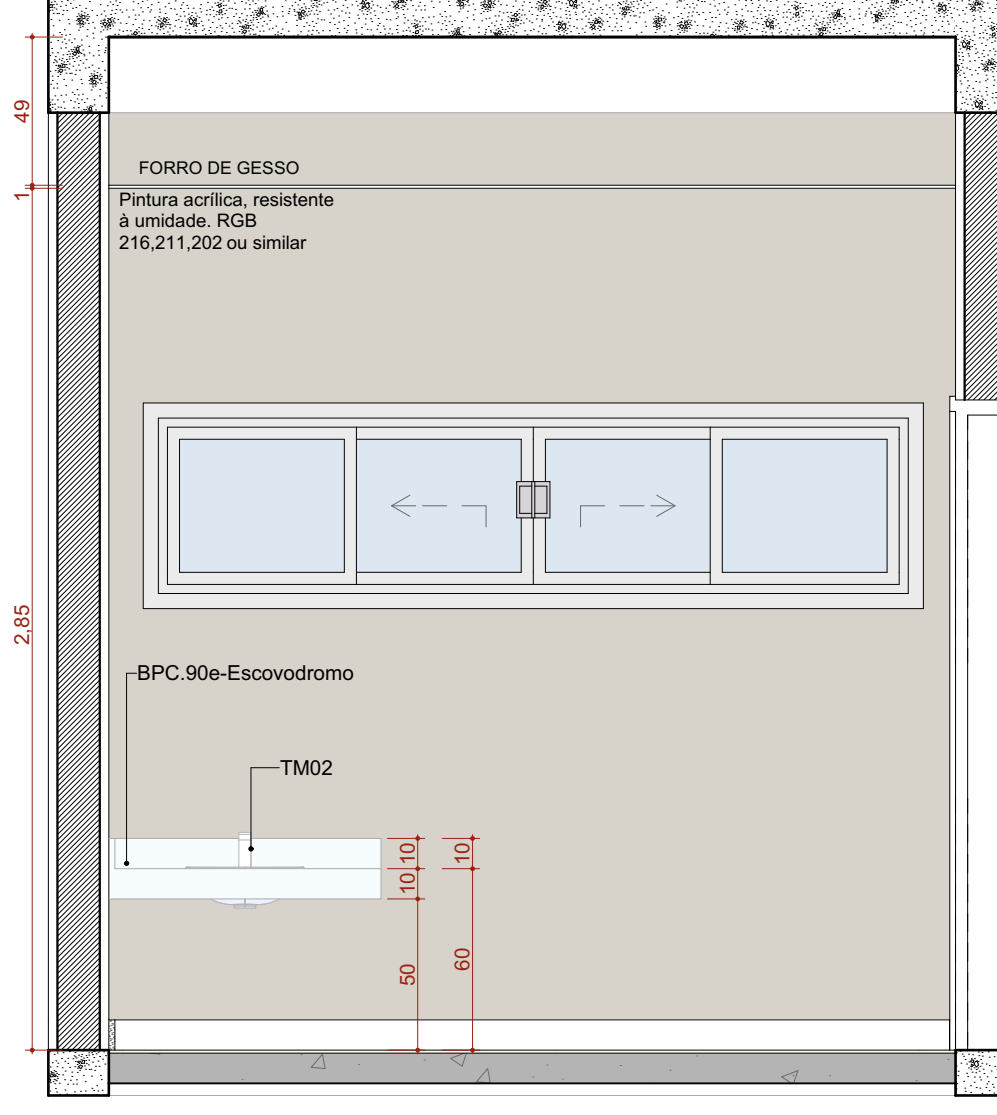 49
FORRO DE GESSO
1
Pintura acrílica, resistente
à umidade. RGB
216,211,202 ou similar
2,85
BPC.90e-Escovodromo
TM02
10
10
10
50
60